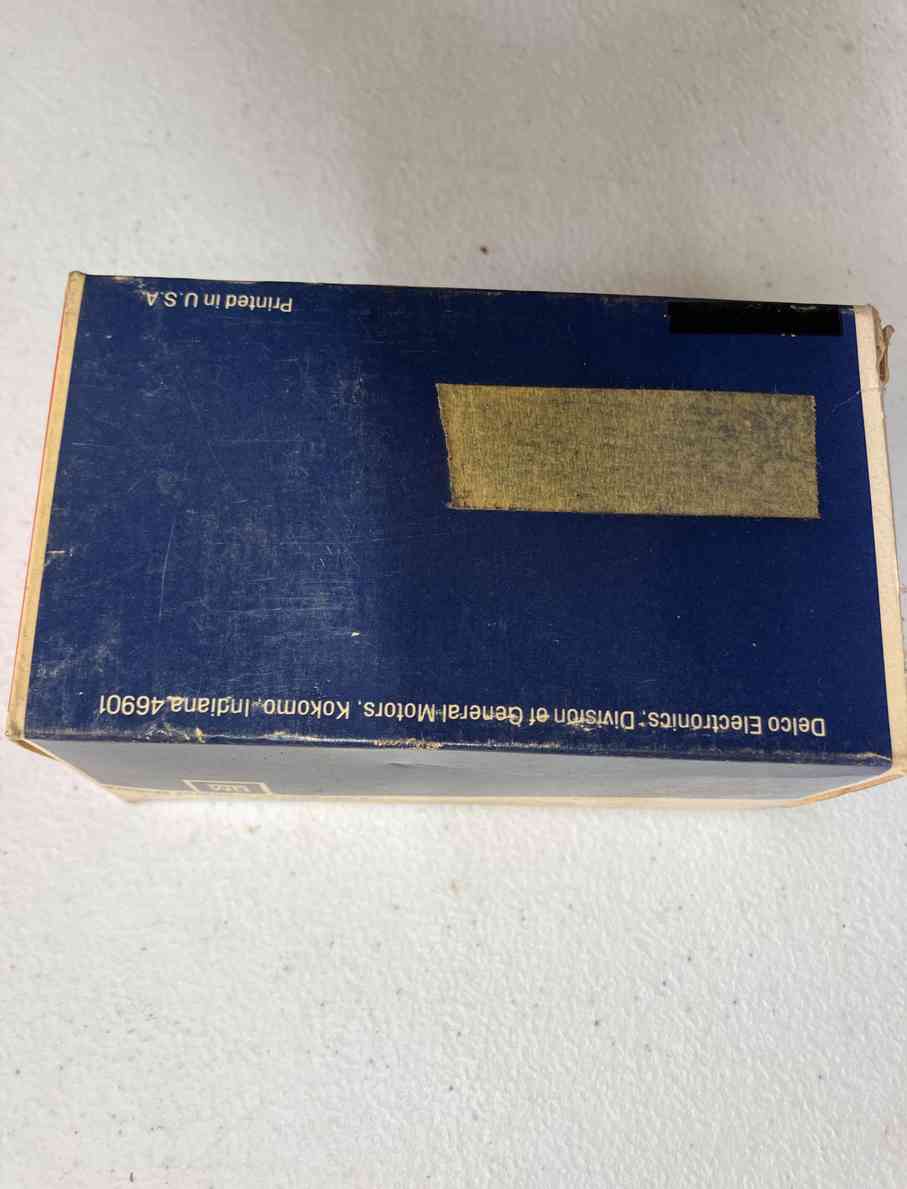 Delco Electronics, Division of General Motors, Kokomo, Indiana 46901
Printed in U.S.A